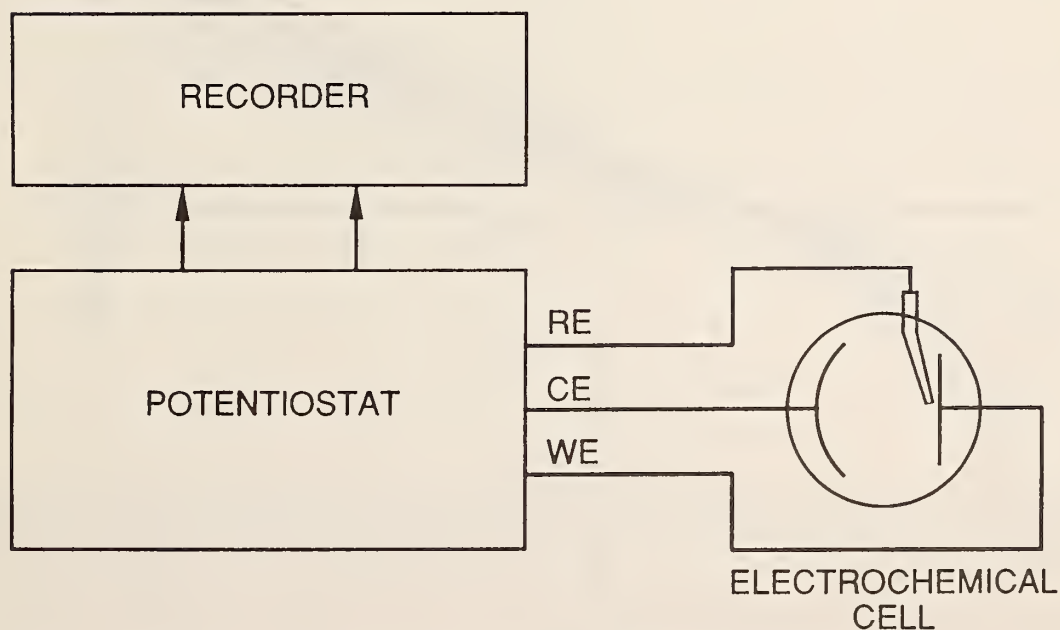 RECORDER
POTENTIOSTAT
RE
CE
WE
ELECTROCHEMICAL
CELL